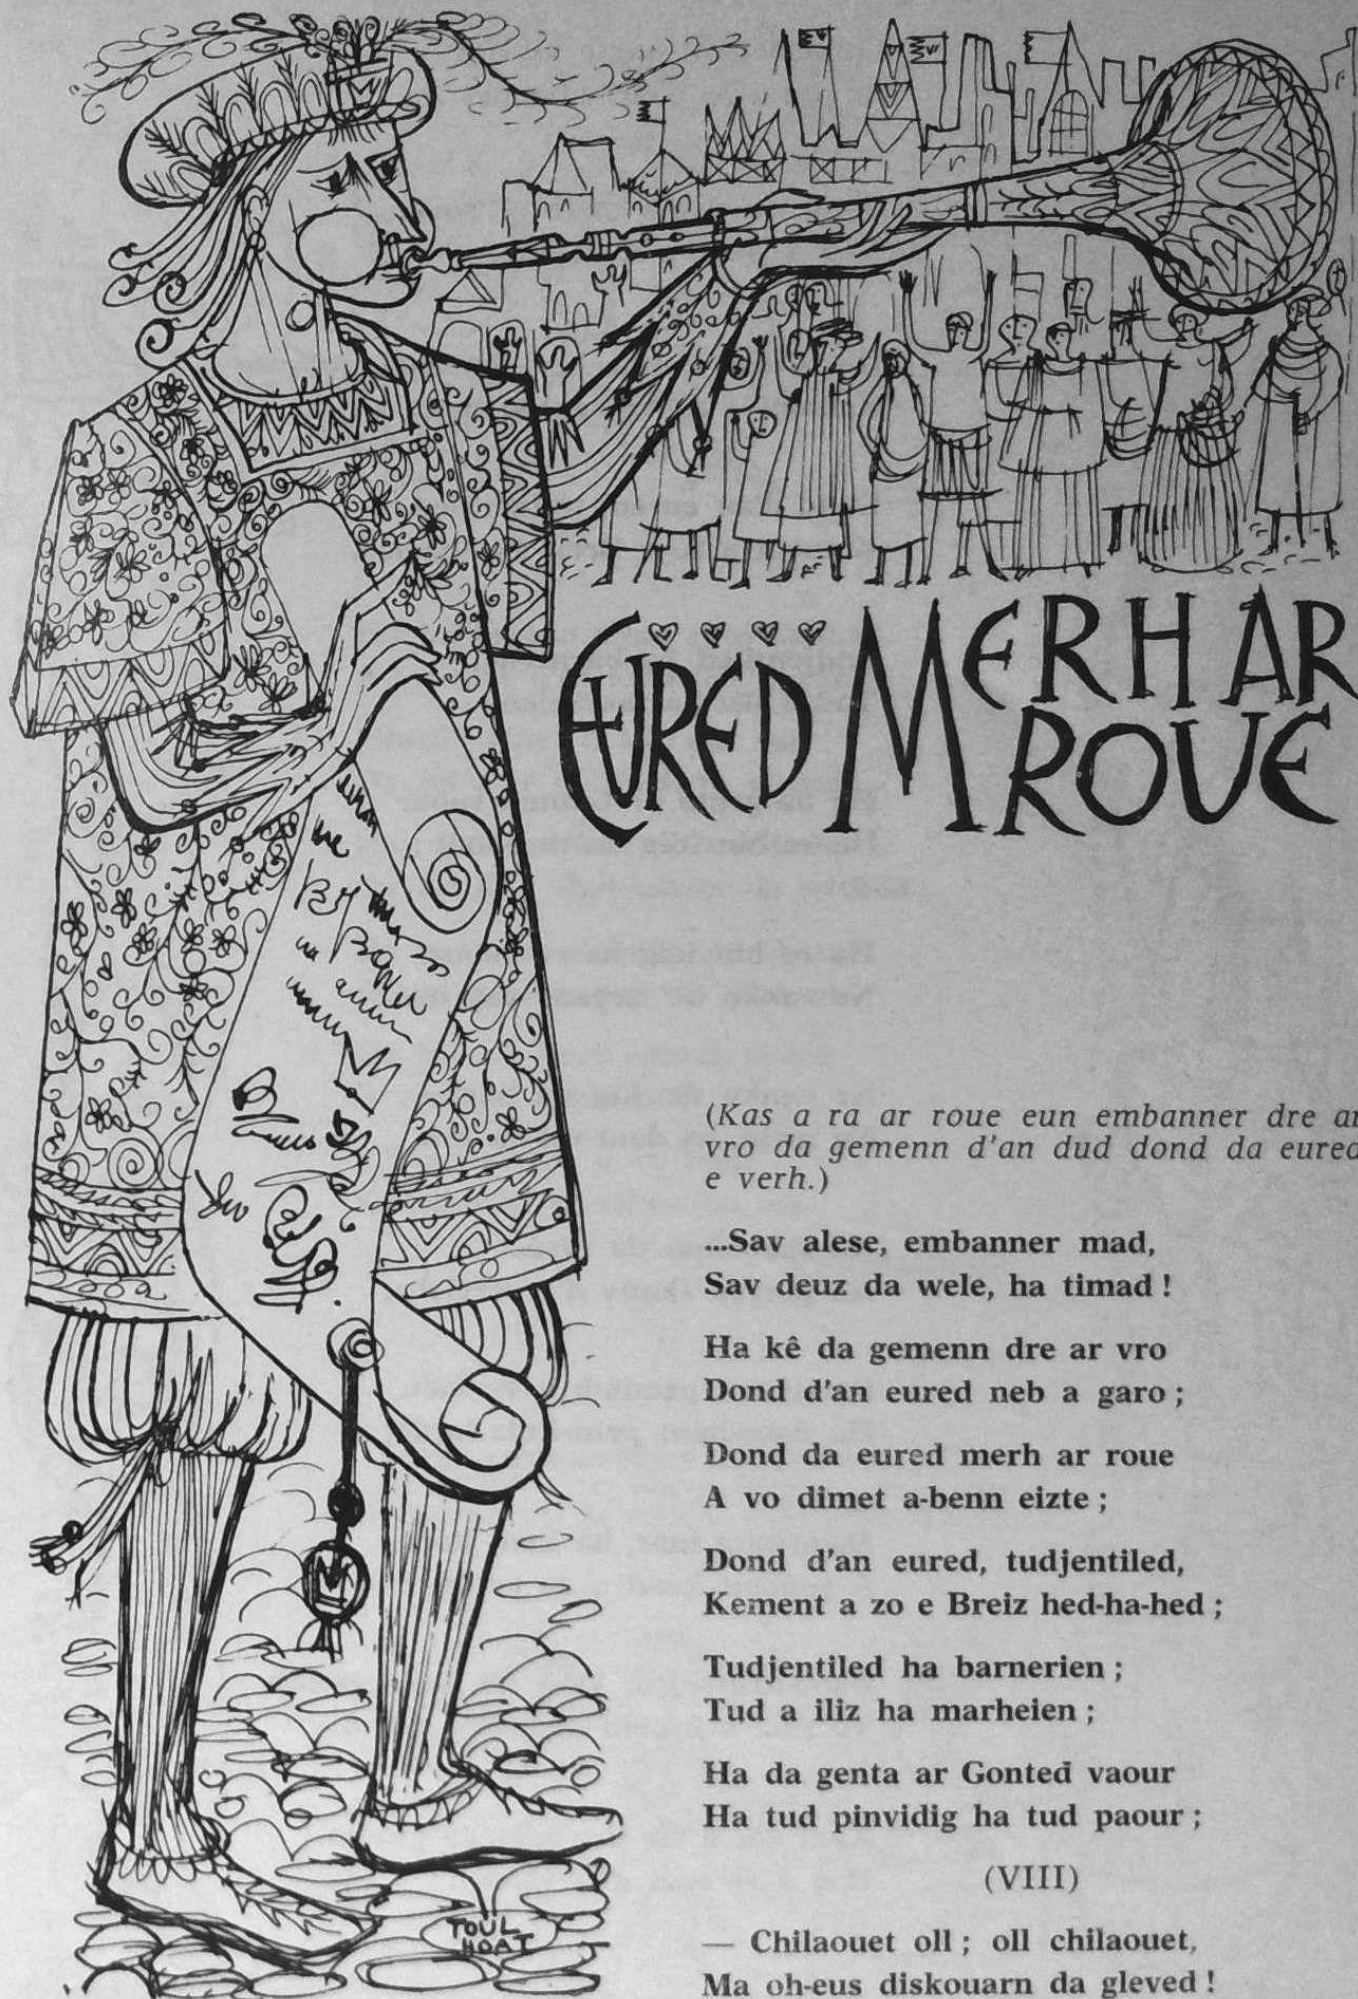 EURED MERH AR
ROUE
(Kas a ra ar roue eun embanner dre ar
vro da gemenn d'an dud dond da eured
e verh.)
...Sav alese, embanner mad,
Sav deuz da wele, ha timad !
Ha kê da gemenn dre ar vro
Dond d'an eured neb a garo ;
Dond da eured merh ar roue
A vo dimet a-benn eizte ;
Dond d'an eured, tudjentiled,
Kement a zo e Breiz hed-ha-hed ;
Tudjentiled ha barnerien ;
Tud a iliz ha marheien ;
Ha da genta ar Gonted vaour
Ha tud pinvidig ha tud paour ;
(VIII)
— Chilaouet oll ; oll chilaouet,
Ma oh-eus diskouarn da gleved !
TOUL
HOAT